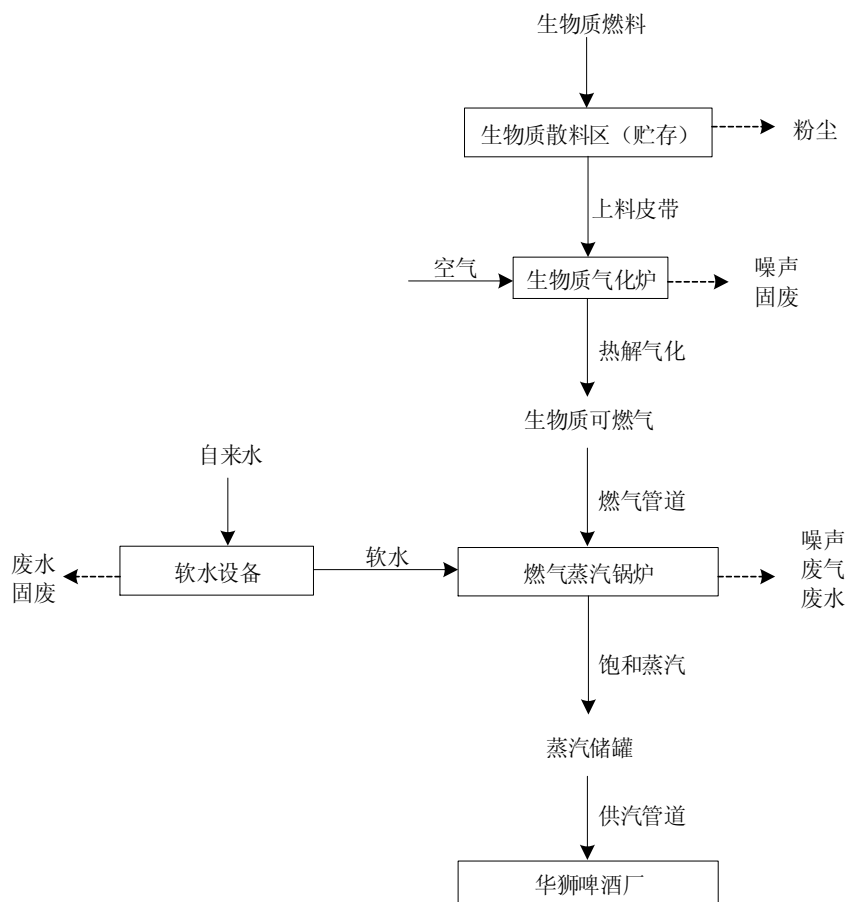 生物质燃料
生物质散料区（贮存）
粉尘
上料皮带
空气
生物质气化炉
噪声
固废
热解气化
生物质可燃气
自来水
燃气管道
废水
固废
软水设备
软水
燃气蒸汽锅炉
噪声
废气
废水
饱和蒸汽
蒸汽储罐
供汽管道
华狮啤酒厂